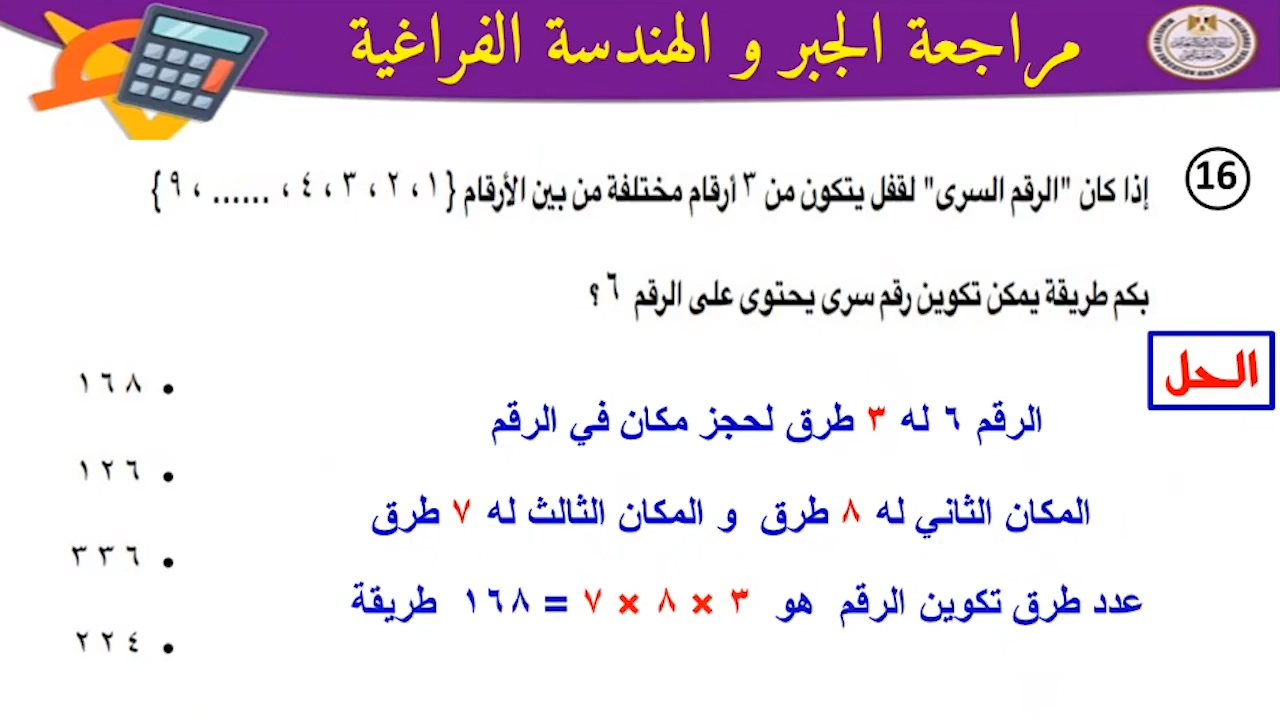 مراجعة الجبر و الهندسة الفراغية
16 إذا كان "الرقم السرى" لقفل يتكون من ٣ أرقام مختلفة من بين الأرقام {١ ، ٢ ، ٣ ، ٤ ، ...... ، ٩}
بكم طريقة يمكن تكوين رقم سرى يحتوى على الرقم ٦ ؟
الحل
• ١٦٨
الرقم ٦ له ٣ طرق لحجز مكان في الرقم
• ١٢٦
المكان الثاني له ٨ طرق و المكان الثالث له ٧ طرق
• ٣٣٦
عدد طرق تكوين الرقم هو ٣ × ٨ × ٧ = ١٦٨ طريقة
• ٢٢٤